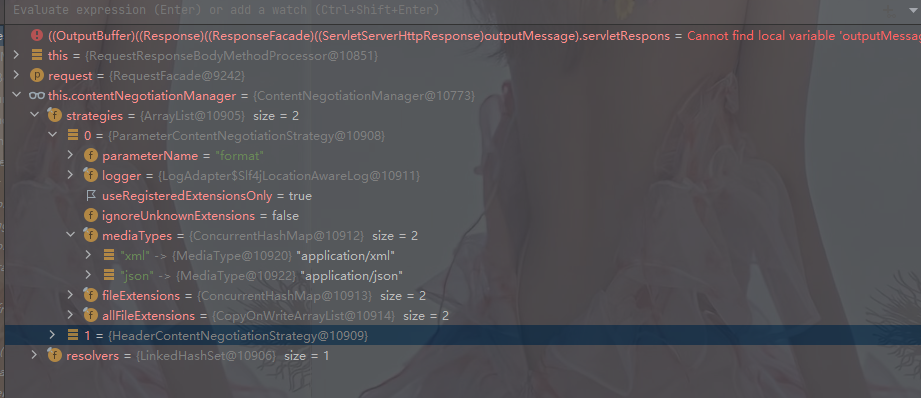 Evaluate expression (Enter) or add a watch (Ctrl+Shift+Enter)
((OutputBuffer)((Response)((ResponseFacade)((ServletServerHttpResponse)outputMessage).servletRespons = Cannot find local variable 'outputMessag
this = {RequestResponseBodyMethodProcessor@10851}
request = {RequestFacade@9242}
this.contentNegotiationManager = {ContentNegotiationManager@10773}
strategies = {ArrayList@10905} size = 2
0 = {ParameterContentNegotiationStrategy@10908}
parameterName = "format"
logger = {LogAdapter$Slf4jLocationAwareLog@10911}
useRegisteredExtensionsOnly = true
ignoreUnknownExtensions = false
mediaTypes = {ConcurrentHashMap@10912} size = 2
"xml" -> {MediaType@10920} "application/xml"
"json" -> {MediaType@10922} "application/json"
fileExtensions = {ConcurrentHashMap@10913} size = 2
allFileExtensions = {CopyOnWriteArrayList@10914} size = 2
1 = {HeaderContentNegotiationStrategy@10909}
resolvers = {LinkedHashSet@10906} size = 1